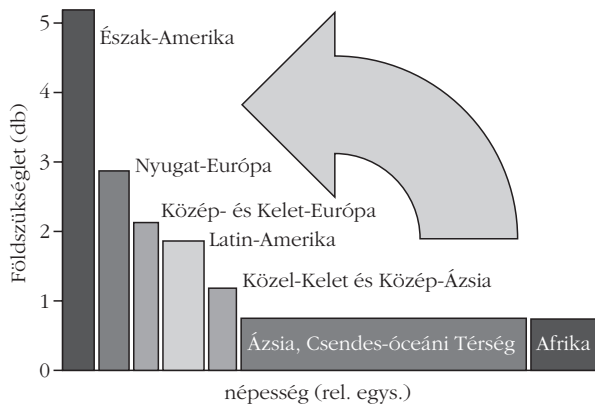 Földszükséglet (db)
5
4
3
2
1
0
Észak-Amerika
Nyugat-Európa
Közép- és Kelet-Európa
Latin-Amerika
Közel-Kelet és Közép-Ázsia
Ázsia, Csendes-óceáni Térség
Afrika
népesség (rel. egys.)